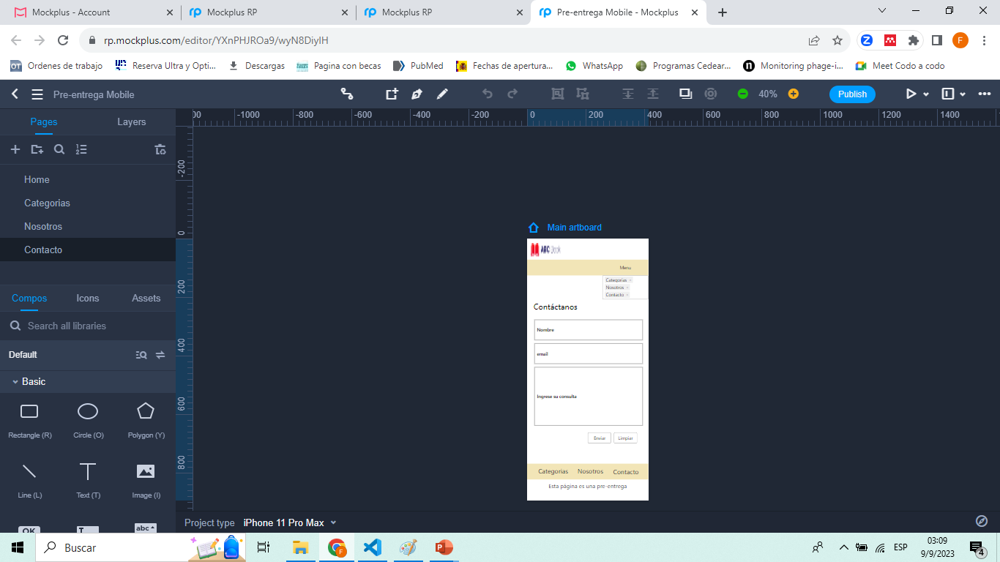 Mockplus - Account
Mockplus RP
Mockplus RP
Pre-entrega Mobile - Mockplus
rp.mockplus.com/editor/YXnPHJROa9/wyN8DiyIH
F
OT Ordenes de trabajo
Reserva Ultra y Opti...
Descargas
Pagina con becas
PubMed
Fechas de apertura...
WhatsApp
Programas Cedear...
Monitoring phage-i...
Meet Codo a codo
Pre-entrega Mobile
40%
Publish
Pages
Layers
00 -1000 -800 -600 -400 -200 0 200 400 600 800 1000 1200 1400
-200
0
200
400
600
800
Home
Categorias
Nosotros
Contacto
Compos
Icons
Assets
Search all libraries
Default
Basic
Rectangle (R)
Circle (O)
Polygon (Y)
Line (L)
Text (T)
Image (I)
OK
abc
Main artboard
ABC
Menu
Categorias
Nosotros
Contacto
Contáctanos
Nombre
email
Ingrese su consulta
Enviar
Limpiar
Categorias
Nosotros
Contacto
Esta página es una pre-entrega
Project type
iPhone 11 Pro Max
Buscar
F
ESP
03:09
9/9/2023
4